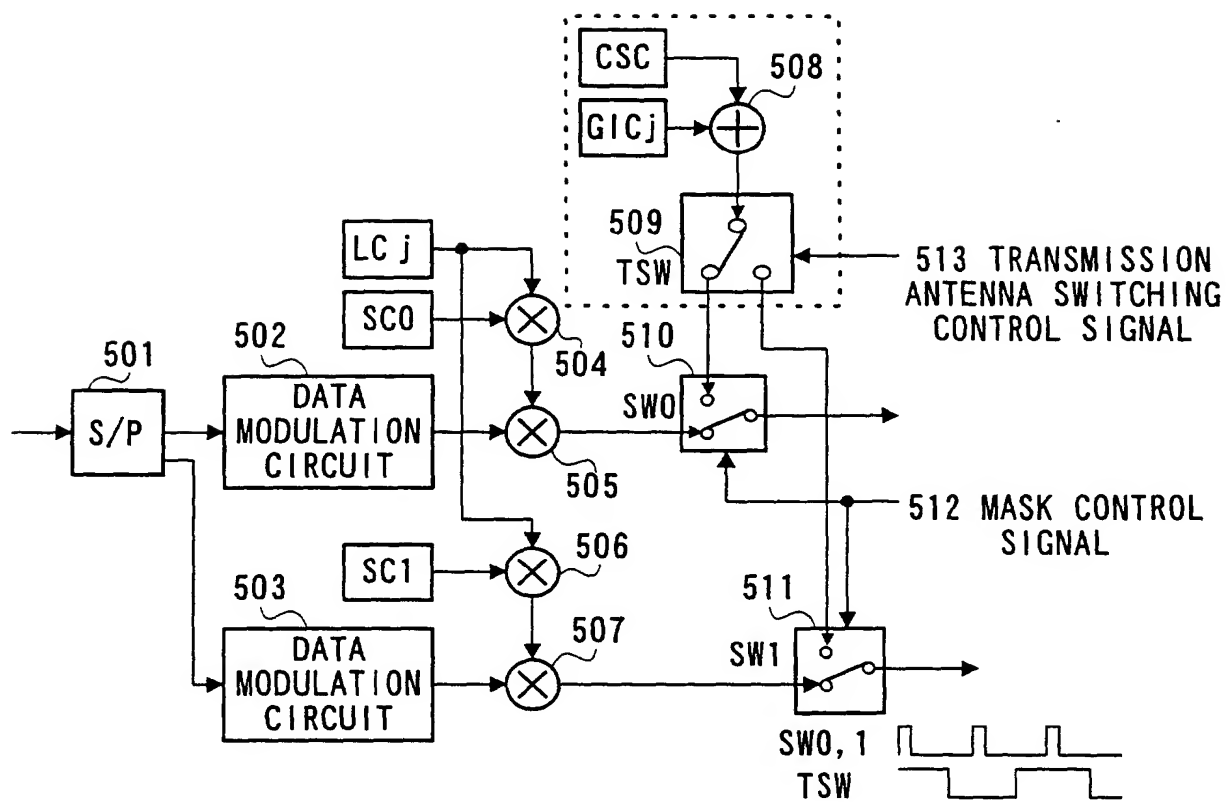 CSC
508
GICj
509
TSW
513 TRANSMISSION
ANTENNA SWITCHING
CONTROL SIGNAL
LCj
SC0
504
510
501
502
S/P
DATA
MODULATION
CIRCUIT
SW0
505
512 MASK CONTROL
SIGNAL
SC1
506
511
503
DATA
MODULATION
CIRCUIT
507
SW1
SW0,1
TSW